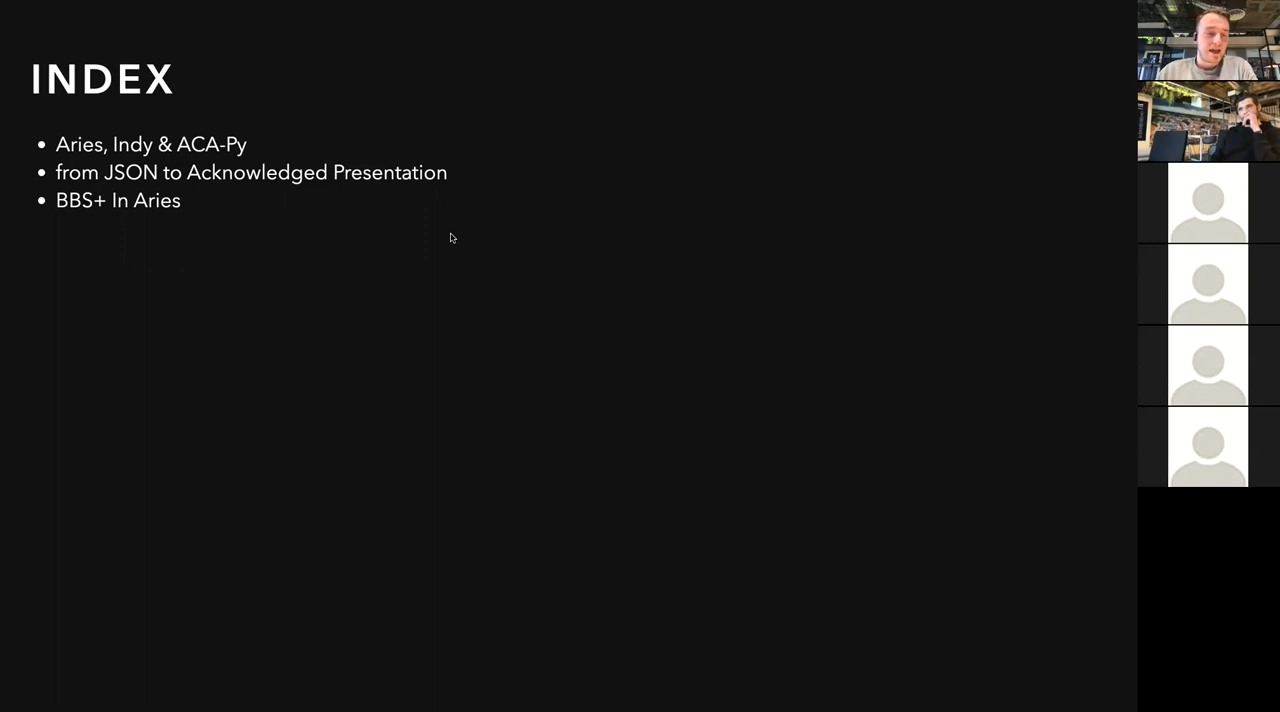 INDEX
Aries, Indy & ACA-Py
from JSON to Acknowledged Presentation
BBS+ In Aries